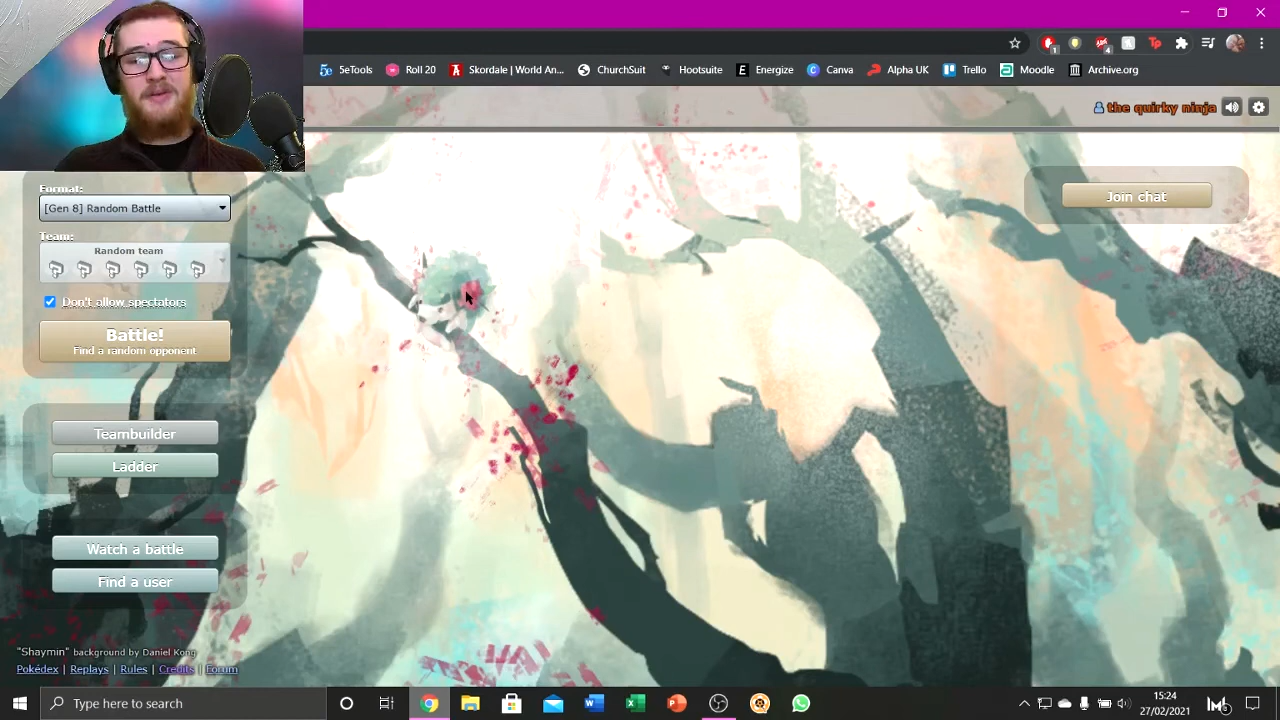 5eTools
Roll 20
Skordale | World An...
ChurchSuit
Hootsuite
Energize
Canva
Alpha UK
Trello
Moodle
Archive.org
the quirky ninja
Format:
[Gen 8] Random Battle
Team:
Random team
Don't allow spectators
Battle!
Find a random opponent
Join chat
Teambuilder
Ladder
Watch a battle
Find a user
"Shaymin" background by Daniel Kong
Pokédex | Replays | Rules | Credits | Forum
Type here to search
15:24
27/02/2021